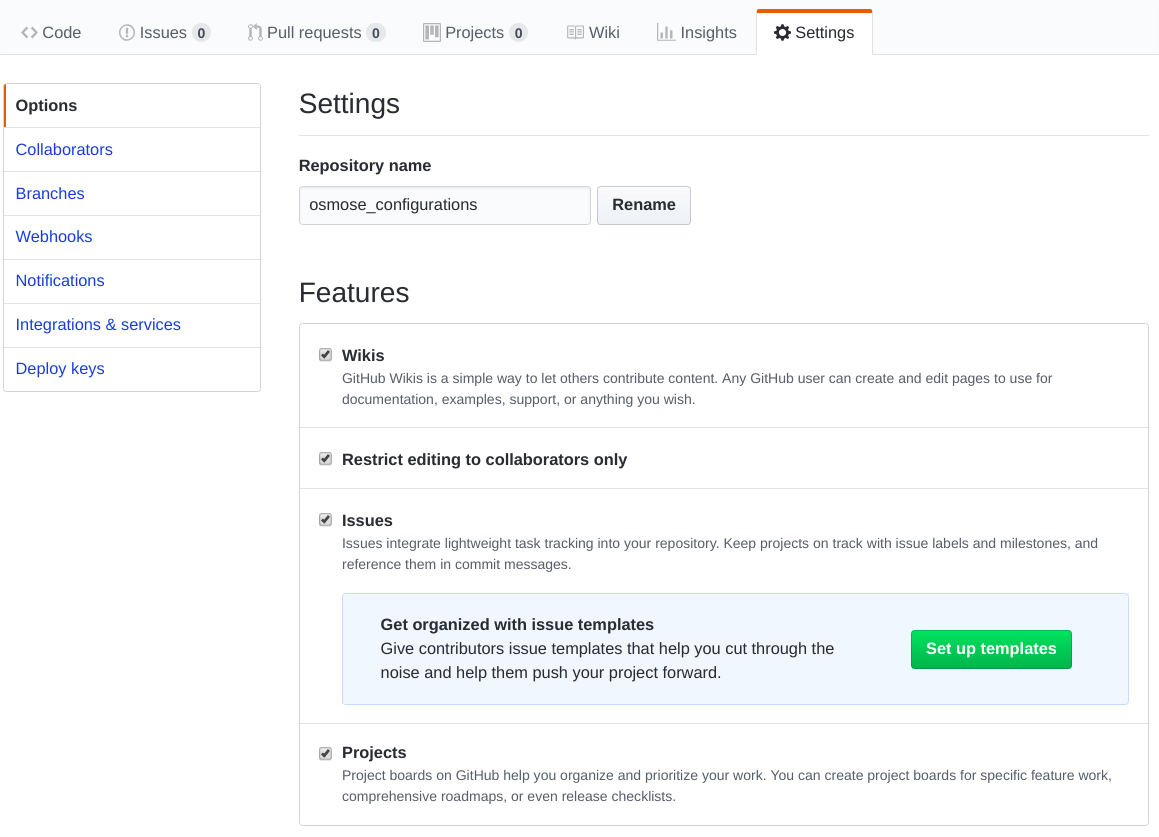 Code Issues 0 Pull requests 0 Projects 0 Wiki Insights Settings
Options
Collaborators
Branches
Webhooks
Notifications
Integrations & services
Deploy keys
Settings
Repository name
osmose_configurations Rename
Features
Wikis
GitHub Wikis is a simple way to let others contribute content. Any GitHub user can create and edit pages to use for
documentation, examples, support, or anything you wish.
Restrict editing to collaborators only
Issues
Issues integrate lightweight task tracking into your repository. Keep projects on track with issue labels and milestones, and
reference them in commit messages.
Get organized with issue templates
Give contributors issue templates that help you cut through the
noise and help them push your project forward.
Set up templates
Projects
Project boards on GitHub help you organize and prioritize your work. You can create project boards for specific feature work,
comprehensive roadmaps, or even release checklists.